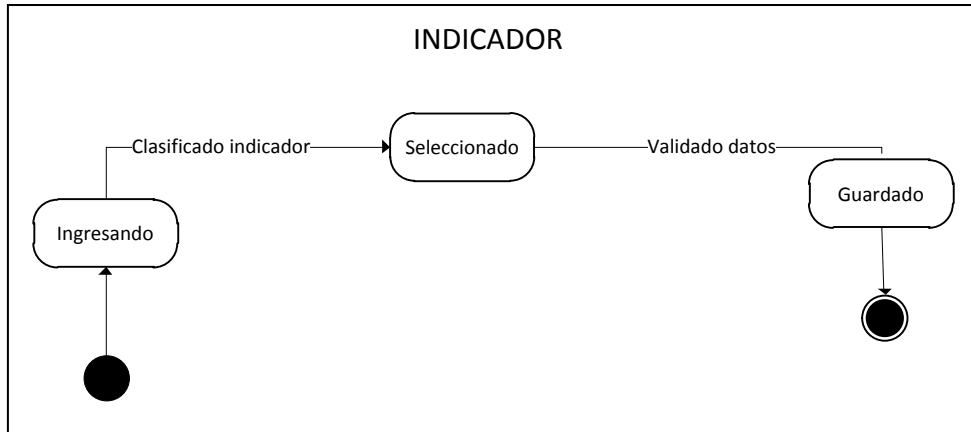 INDICADOR
Clasificado indicador
Seleccionado
Validado datos
Guardado
Ingresando